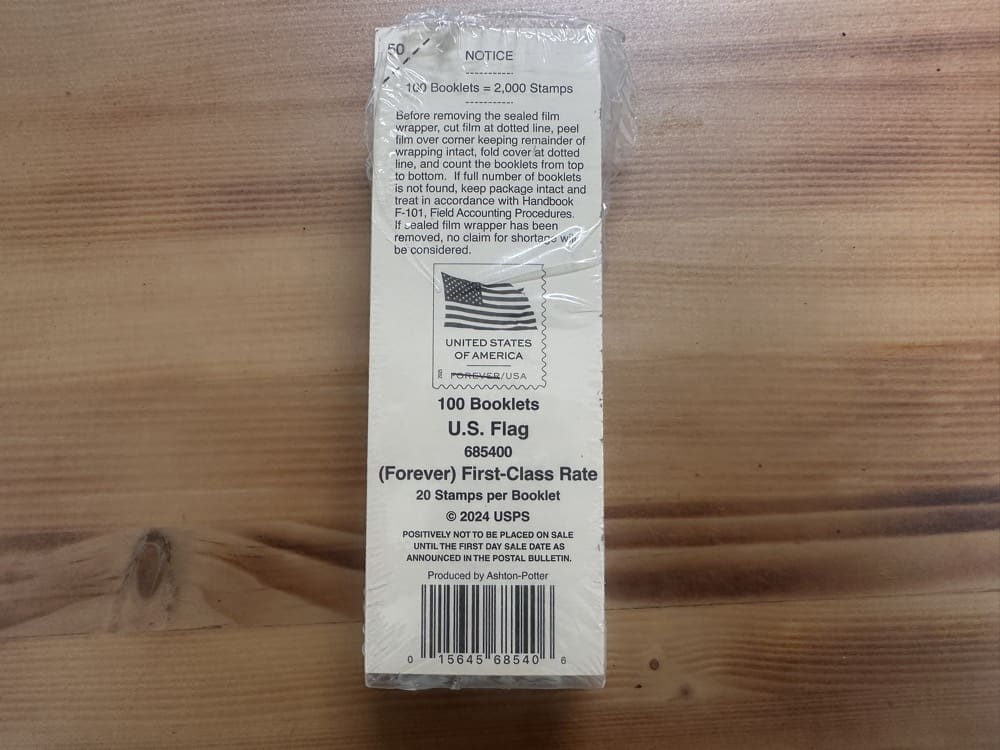 50
NOTICE
100 Booklets = 2,000 Stamps
Before removing the sealed film
wrapper, cut film at dotted line, peel
film over corner keeping remainder of
wrapping intact, fold cover at dotted
line, and count the booklets from top
to bottom. If full number of booklets
is not found, keep package intact and
treat in accordance with Handbook
F-101, Field Accounting Procedures.
If sealed film wrapper has been
removed, no claim for shortage will
be considered.
UNITED STATES
OF AMERICA
2025
FOREVER/USA
100 Booklets
U.S. Flag
685400
(Forever) First-Class Rate
20 Stamps per Booklet
© 2024 USPS
POSITIVELY NOT TO BE PLACED ON SALE
UNTIL THE FIRST DAY SALE DATE AS
ANNOUNCED IN THE POSTAL BULLETIN.
Produced by Ashton-Potter
0 15645 68540 6